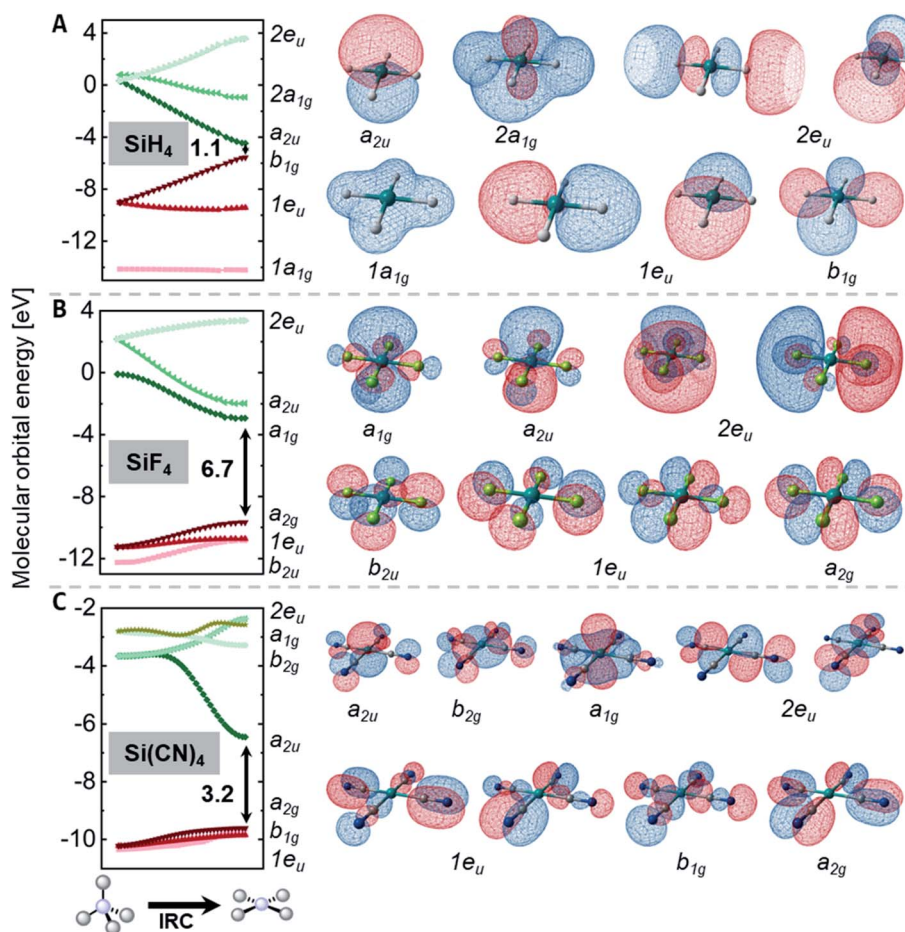 Molecular orbital energy [eV]
A
4
0
-4
-8
-12
SiH4
1.1
2eu
2a1g
a2u
b1g
1eu
1a1g
a2u
2a1g
2eu
1a1g
1eu
b1g
B
4
0
-4
-8
-12
SiF4
6.7
2eu
a2u
a1g
a2g
1eu
b2u
a1g
a2u
2eu
b2u
1eu
a2g
C
-2
-4
-6
-8
-10
Si(CN)4
3.2
2eu
a1g
b2g
a2u
a2g
b1g
1eu
a2u
b2g
a1g
2eu
1eu
b1g
a2g
IRC